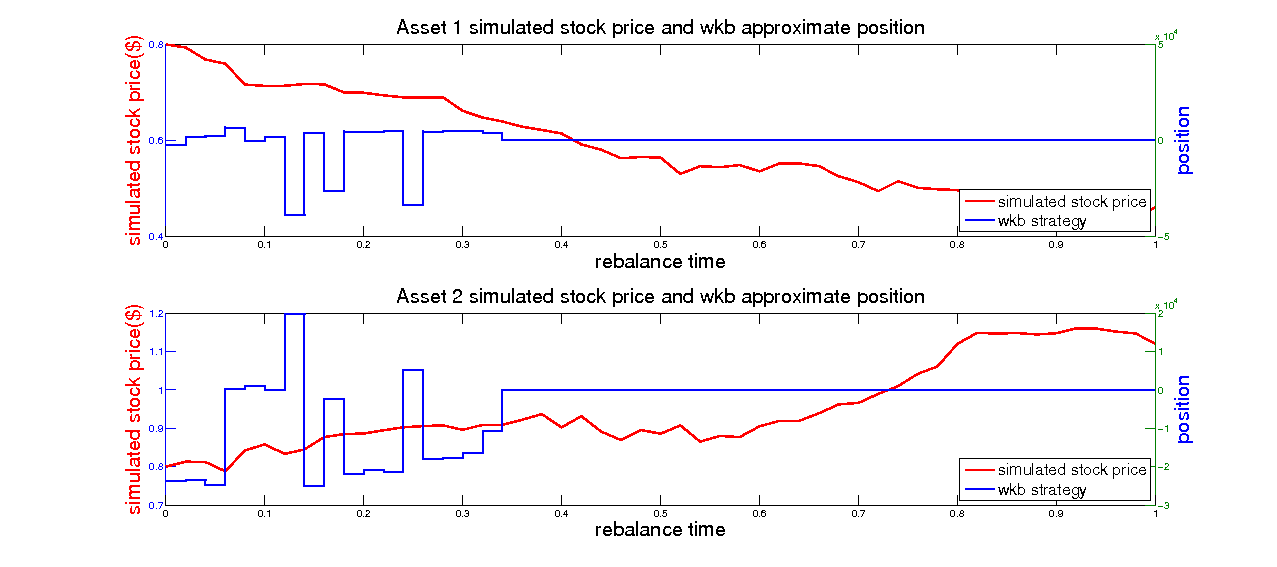 Asset 1 simulated stock price and wkb approximate position
simulated stock price($)
0.8
0.6
0.4
x 10^4
5
0
-5
position
simulated stock price
wkb strategy
0 0.1 0.2 0.3 0.4 0.5 0.6 0.7 0.8 0.9 1
rebalance time
Asset 2 simulated stock price and wkb approximate position
simulated stock price($)
1.2
1.1
1
0.9
0.8
0.7
x 10^4
2
1
0
-1
-2
-3
position
simulated stock price
wkb strategy
0 0.1 0.2 0.3 0.4 0.5 0.6 0.7 0.8 0.9 1
rebalance time